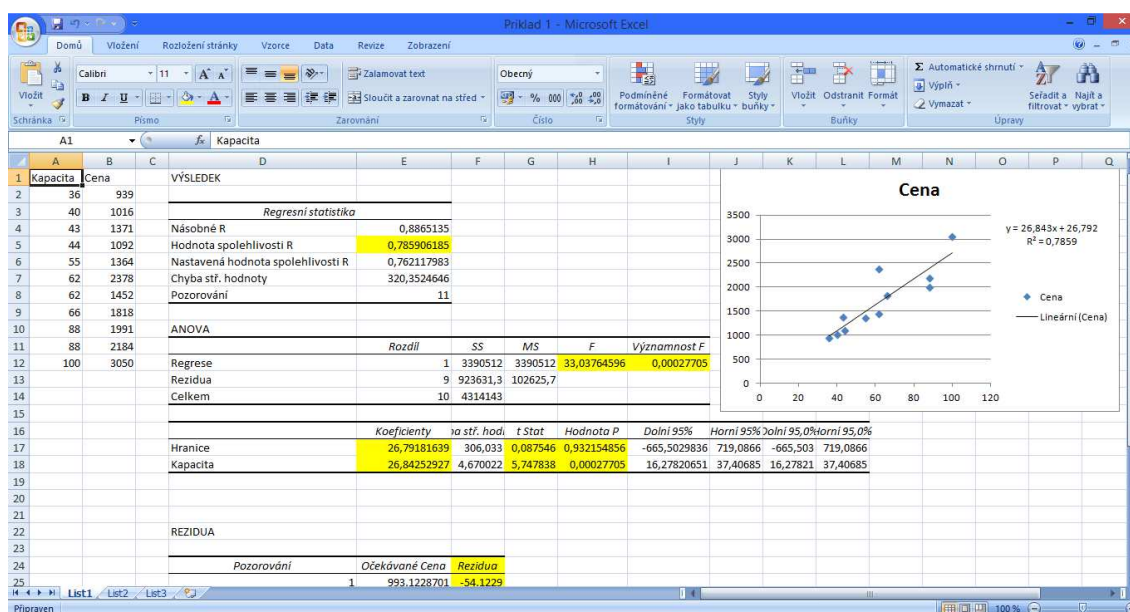 Priklad 1 - Microsoft Excel
Domů Vložení Rozložení stránky Vzorce Data Revize Zobrazení
Vložit
Calibri 11 A A
B I U A
Zalamovat text
Sloučit a zarovnat na střed
Obecný
% 000
Podmíněné formátování
Formátovat jako tabulku
Styly buňky
Vložit Odstranit Formát
Σ Automatické shrnutí
Výplň
Vymazat
Seřadit a filtrovat
Najít a vybrat
Schránka Písmo Zarovnání Číslo Styly Buňky Úpravy
A1 fx Kapacita
A B C D E F G H I J K L M N O P Q
1 Kapacita Cena VÝSLEDEK
2 36 939
3 40 1016 Regresní statistika
4 43 1371 Násobné R 0,8865135
5 44 1092 Hodnota spolehlivosti R 0,785906185
6 55 1364 Nastavená hodnota spolehlivosti R 0,762117983
7 62 2378 Chyba stř. hodnoty 320,3524646
8 62 1452 Pozorování 11
9 66 1818
10 88 1991 ANOVA
11 88 2184 Rozdíl SS MS F Významnost F
12 100 3050 Regrese 1 3390512 3390512 33,03764596 0,00027705
13 Rezidua 9 923631,3 102625,7
14 Celkem 10 4314143
15
16 Koeficienty stř. hod t Stat Hodnota P Dolní 95% Horní 95% Dolní 95,0% Horní 95,0%
17 Hranice 26,79181639 306,033 0,087546 0,932154856 -665,5029836 719,0866 -665,503 719,0866
18 Kapacita 26,84252927 4,670022 5,747838 0,00027705 16,27820651 37,40685 16,27821 37,40685
19
20
21
22 REZIDUA
23
24 Pozorování Očekávané Cena Rezidua
25 1 993,1228701 -54,1229
Cena
3500
3000
2500
2000
1500
1000
500
0
0 20 40 60 80 100 120
y = 26,843x + 26,792
R² = 0,7859
Cena
Lineární (Cena)
List1 List2 List3
Připraven 100 %